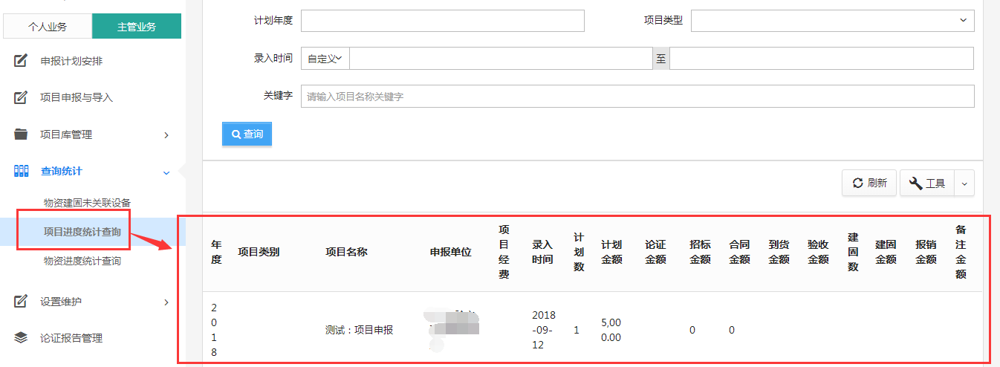 个人业务
主管业务
申报计划安排
项目申报与导入
项目库管理
查询统计
物资建固未关联设备
项目进度统计查询
物资进度统计查询
设置维护
论证报告管理
计划年度
项目类型
录入时间
自定义
至
关键字
请输入项目名称关键字
查询
刷新
工具
年度
项目类别
项目名称
申报单位
项目经费
录入时间
计划数
计划金额
论证金额
招标金额
合同金额
到货金额
验收金额
建固数
建固金额
报销金额
备注金额
2018
测试：项目申报
2018-09-12
1
5,000.00
0
0